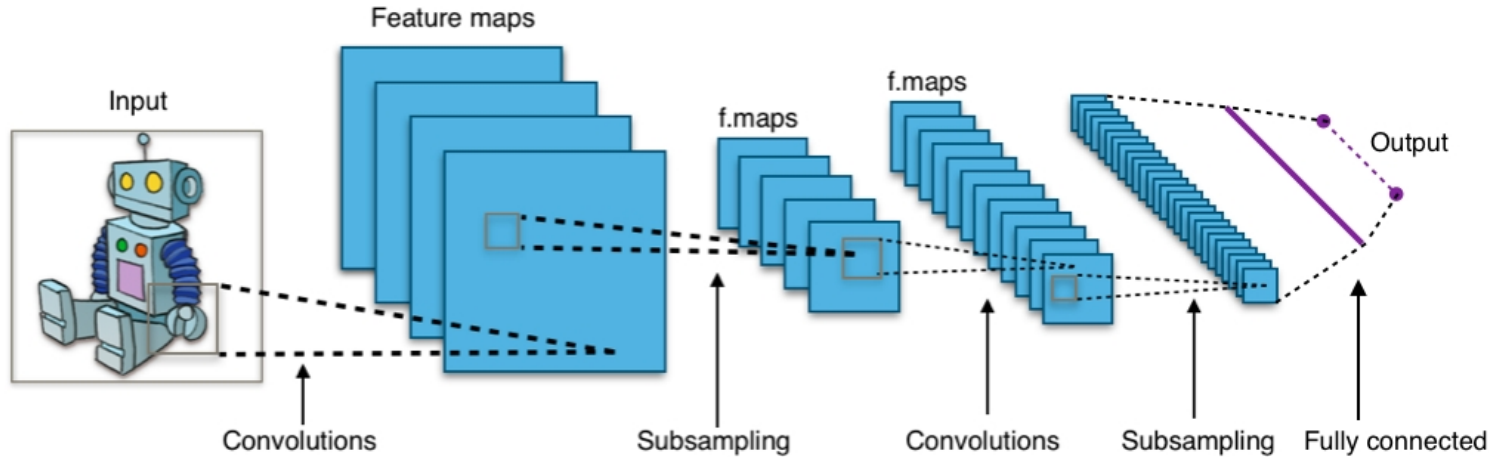 Feature maps
Input
f.maps
f.maps
Output
Convolutions
Subsampling
Convolutions
Subsampling
Fully connected